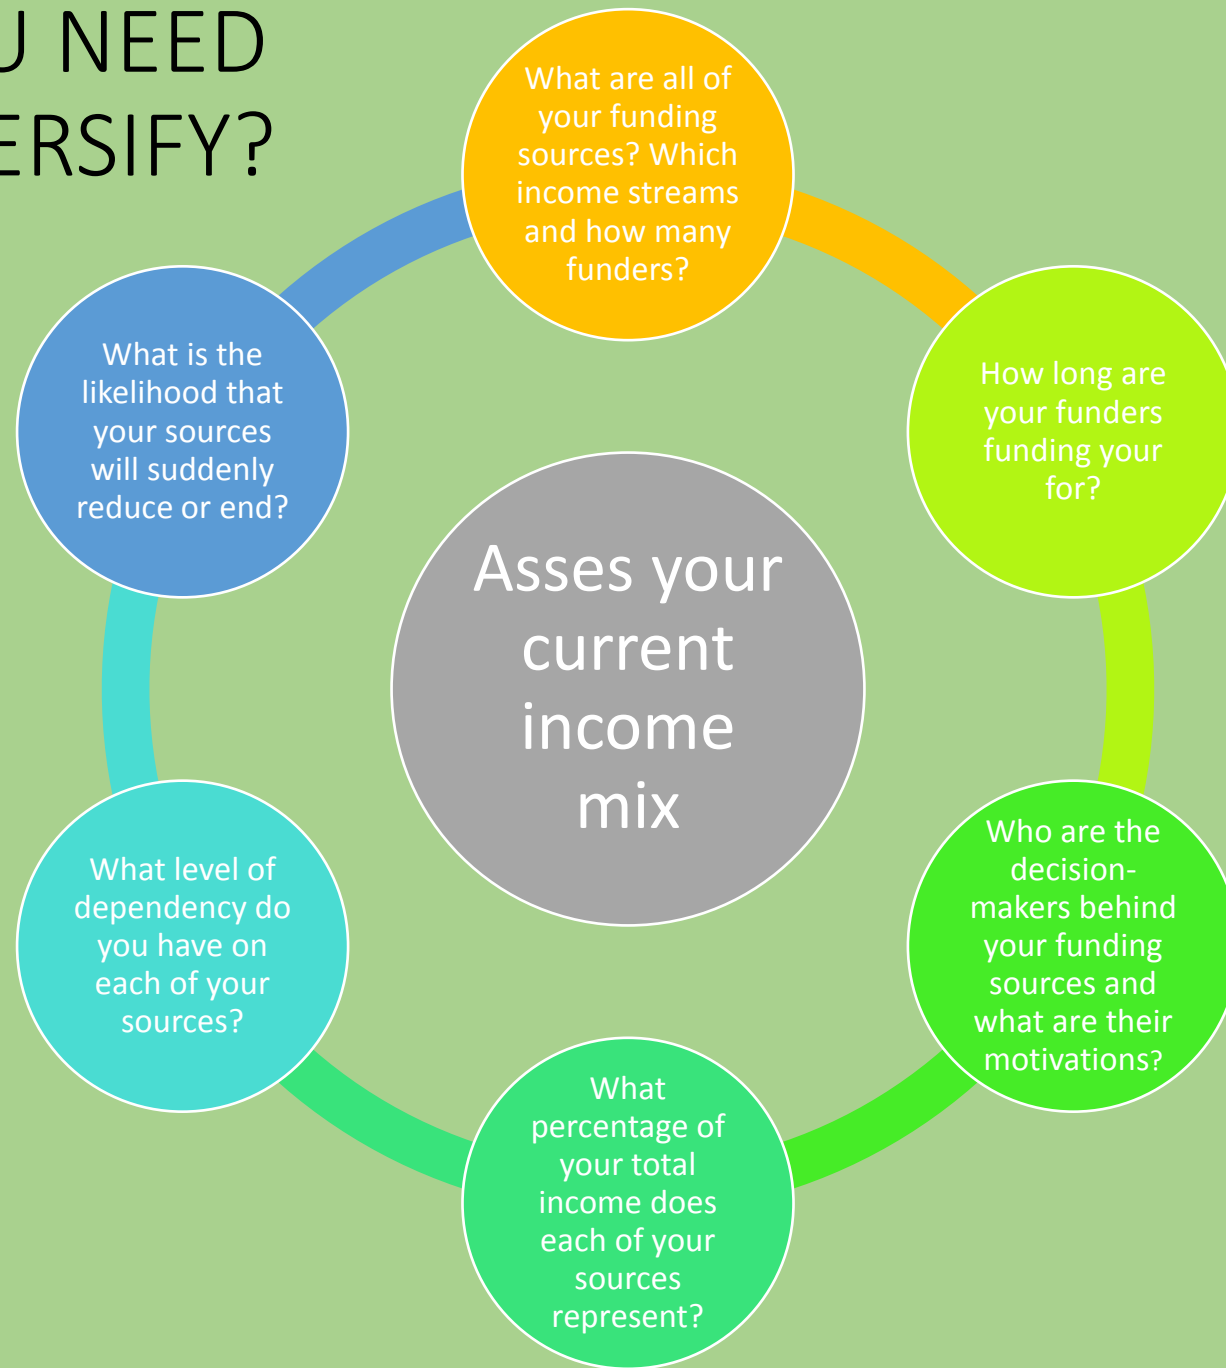 U NEED
ERSIFY?
What are all of
your funding
sources? Which
income streams
and how many
funders?
How long are
your funders
funding your
for?
Who are the
decision-
makers behind
your funding
sources and
what are their
motivations?
What
percentage of
your total
income does
each of your
sources
represent?
What level of
dependency do
you have on
each of your
sources?
What is the
likelihood that
your sources
will suddenly
reduce or end?
Asses your
current
income
mix